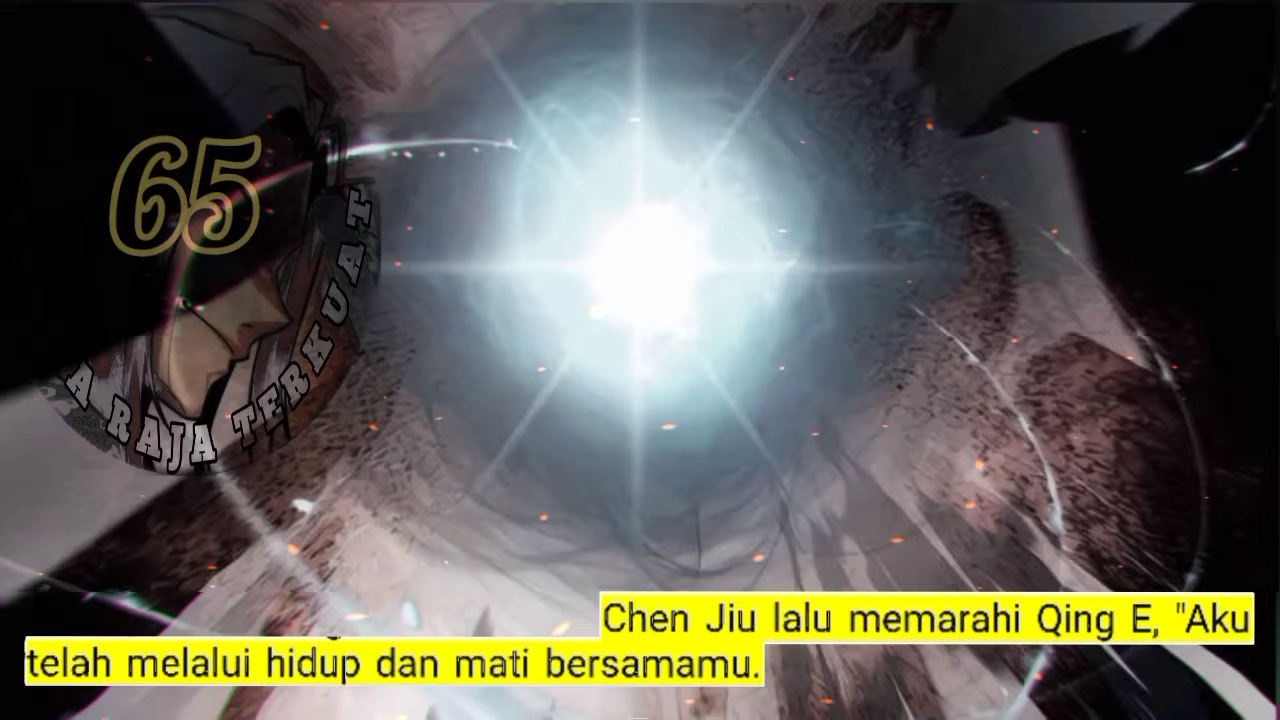 65
A RAJA TERKUAT
Chen Jiu lalu memarahi Qing E, "Aku
telah melalui hidup dan mati bersamamu.